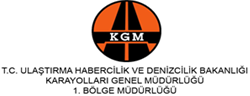 KGM
T.C. ULAŞTIRMA HABERCİLİK VE DENİZCİLİK BAKANLIĞI
KARAYOLLARI GENEL MÜDÜRLÜĞÜ
1. BÖLGE MÜDÜRLÜĞÜ